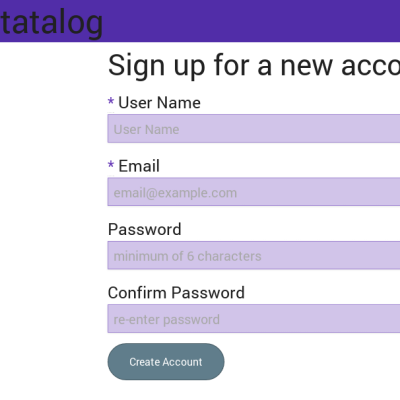 tatalog
Sign up for a new acco
* User Name
User Name
* Email
email@example.com
Password
minimum of 6 characters
Confirm Password
re-enter password
Create Account